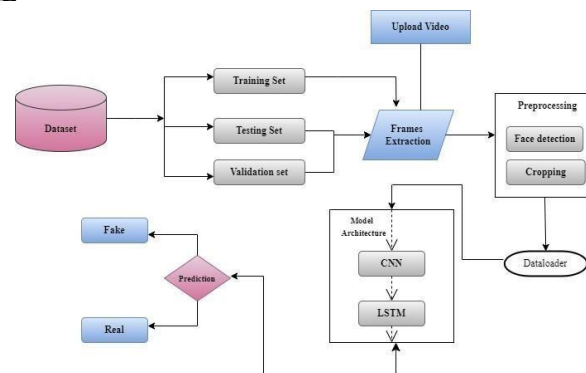 Upload Video
Training Set
Dataset
Testing Set
Validation set
Frames
Extraction
Preprocessing
Face detection
Cropping
Dataloader
Model
Architecture
CNN
LSTM
Prediction
Fake
Real